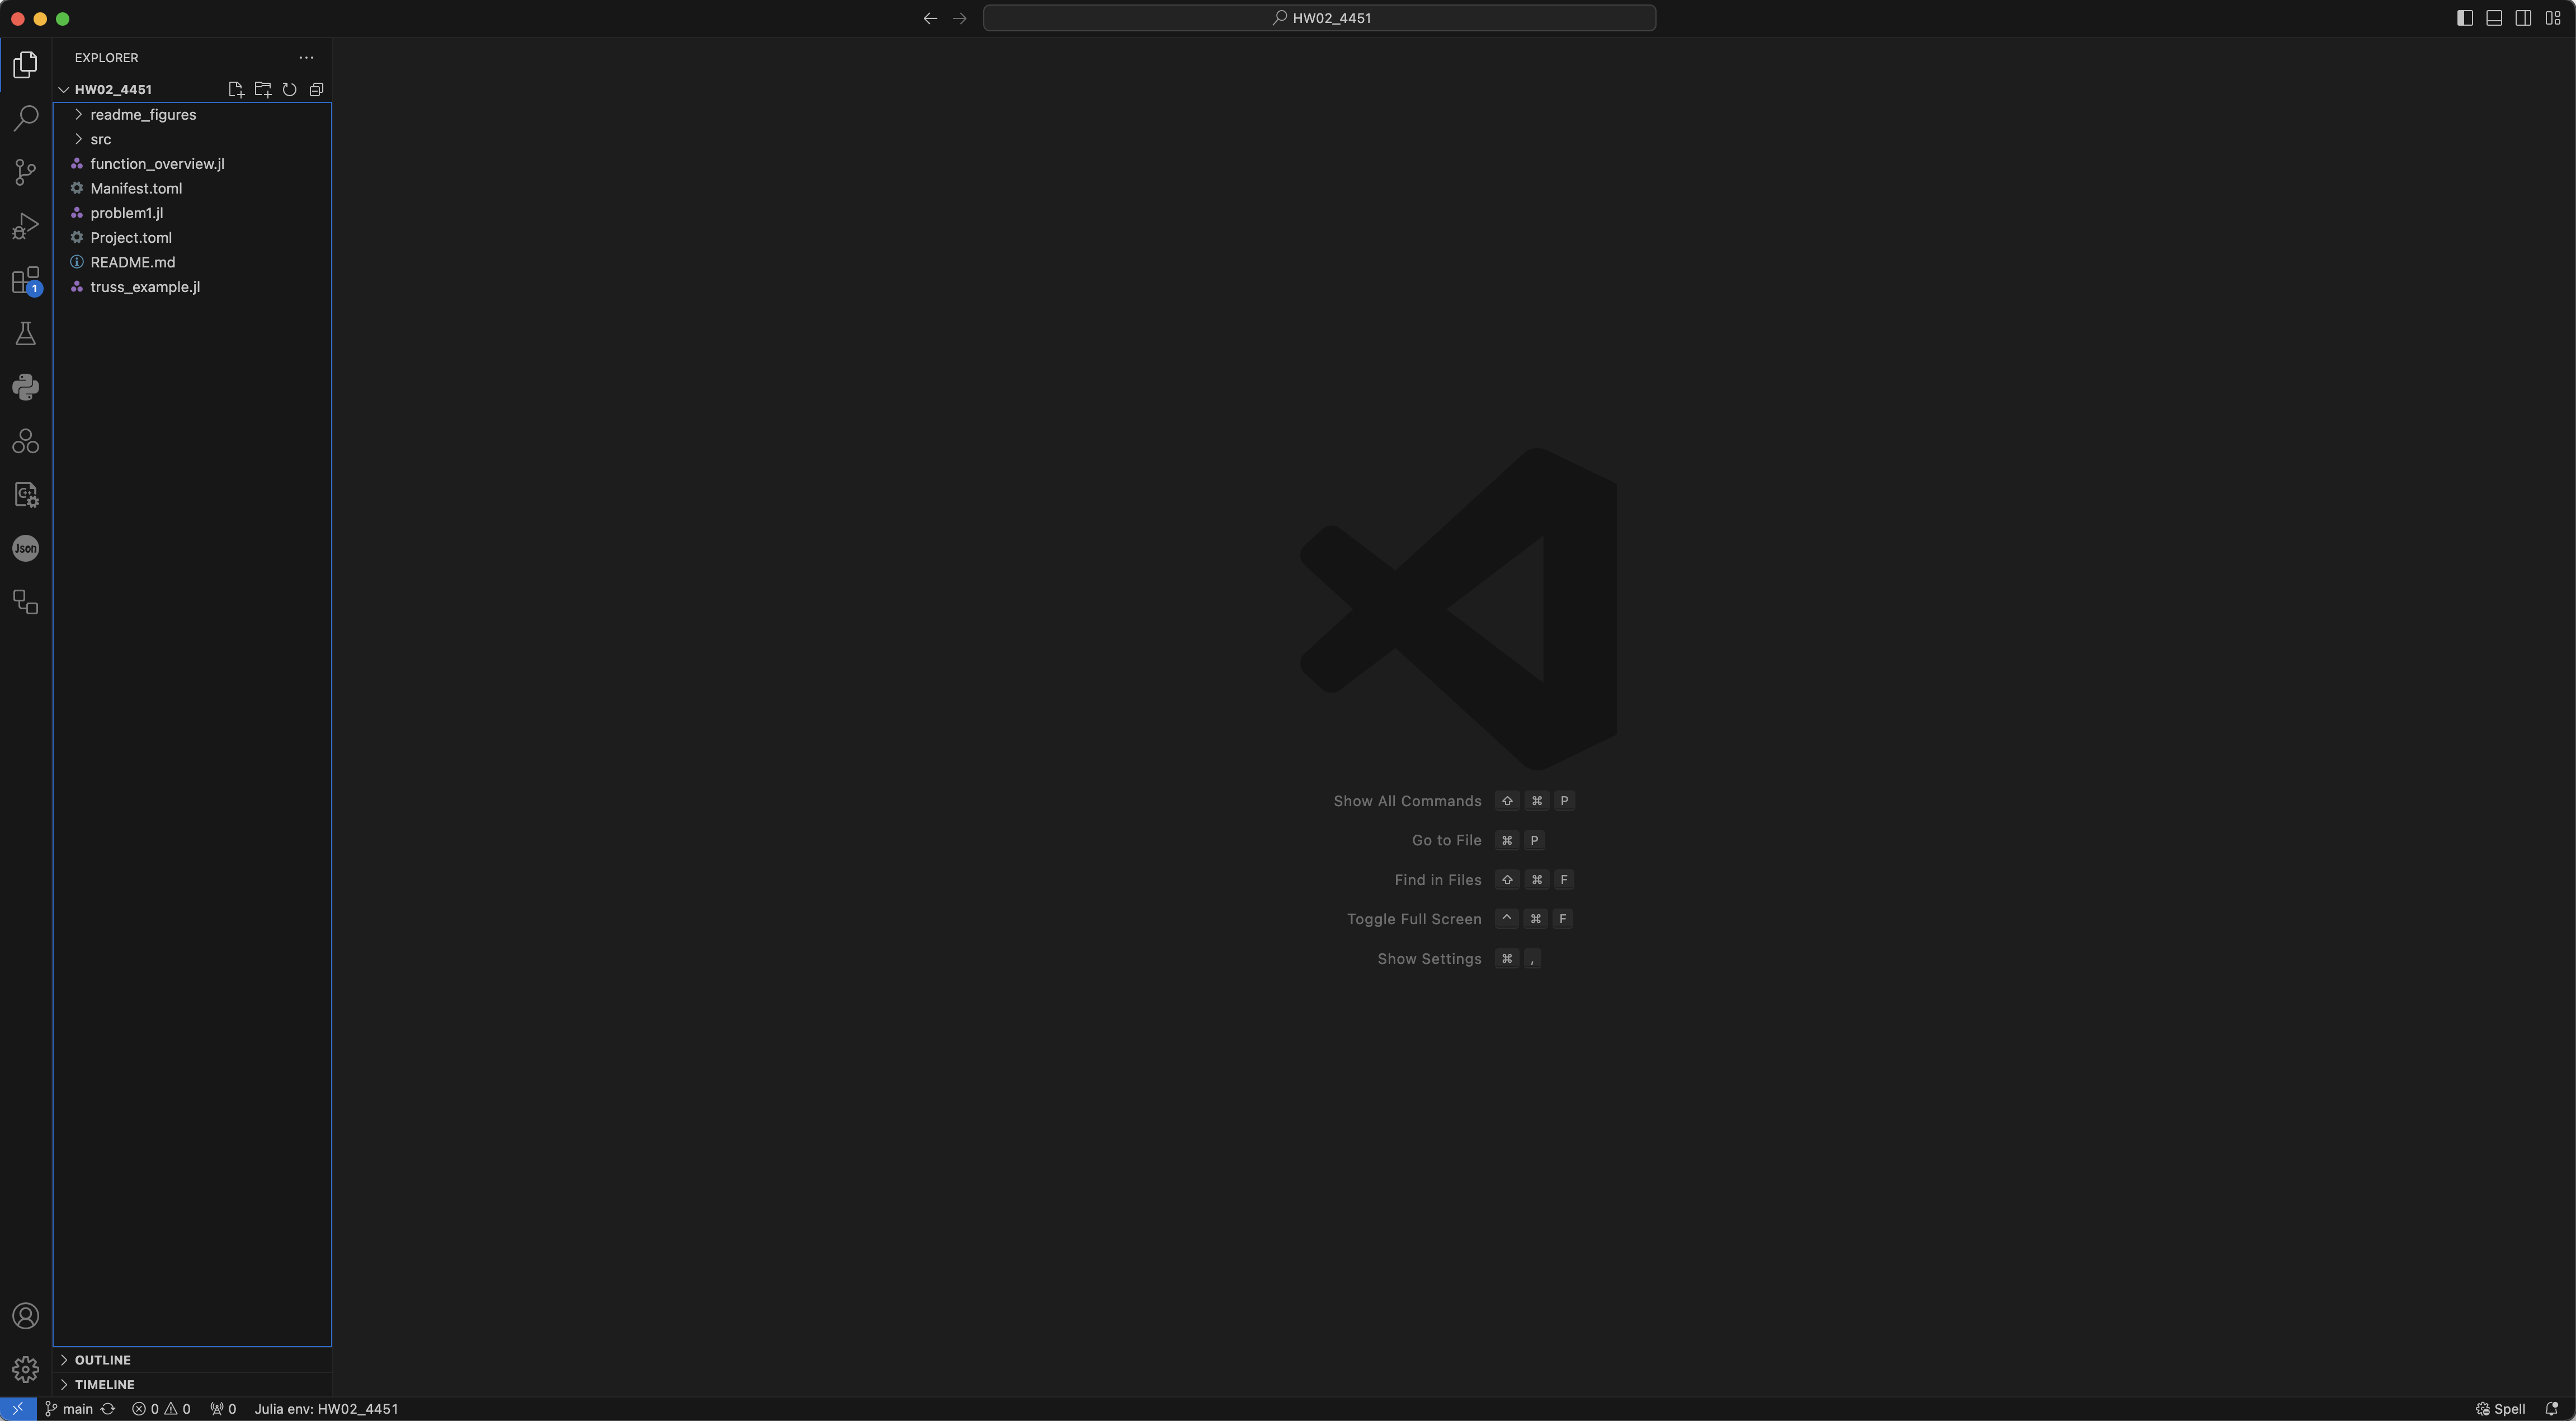 HW02_4451
EXPLORER
HW02_4451
readme_figures
src
function_overview.jl
Manifest.toml
problem1.jl
Project.toml
README.md
truss_example.jl
1
Json
C++
Show All Commands ⇧ ⌘ P
Go to File ⌘ P
Find in Files ⇧ ⌘ F
Toggle Full Screen ^ ⌘ F
Show Settings ⌘ ,
OUTLINE
TIMELINE
main 0 0 0 Julia env: HW02_4451 Spell